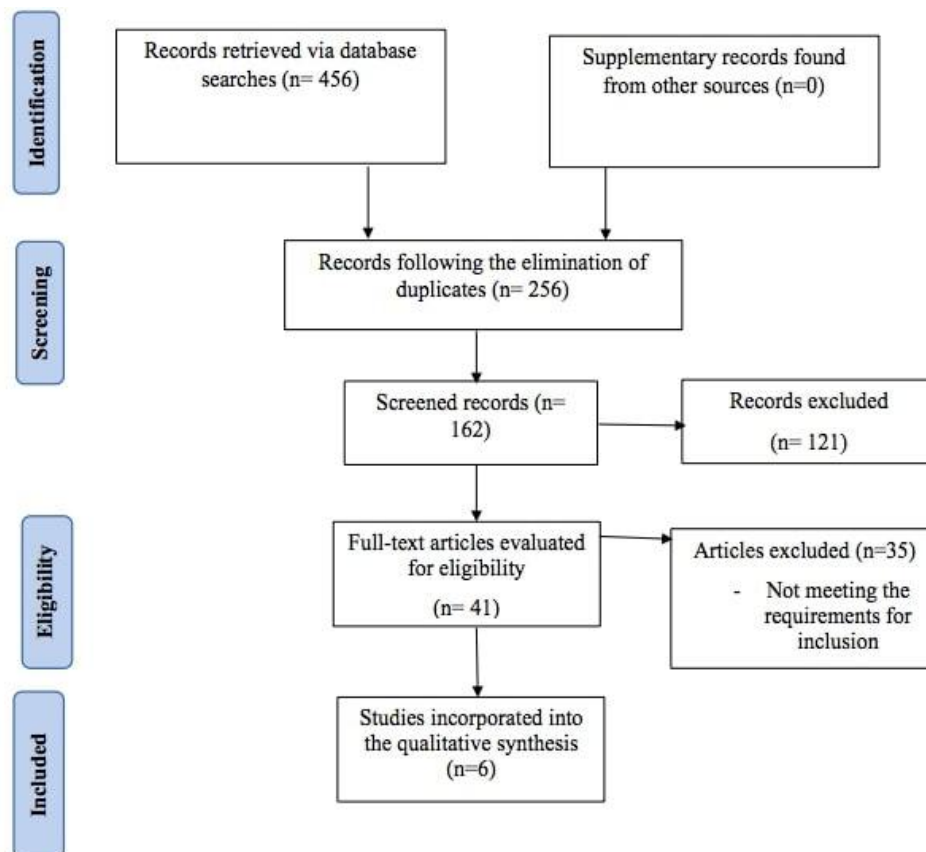 Identification
Records retrieved via database
searches (n= 456)
Supplementary records found
from other sources (n=0)
Screening
Records following the elimination of
duplicates (n= 256)
Screened records (n=
162)
Records excluded
(n= 121)
Eligibility
Full-text articles evaluated
for eligibility
(n= 41)
Articles excluded (n=35)
- Not meeting the
requirements for
inclusion
Included
Studies incorporated into
the qualitative synthesis
(n=6)